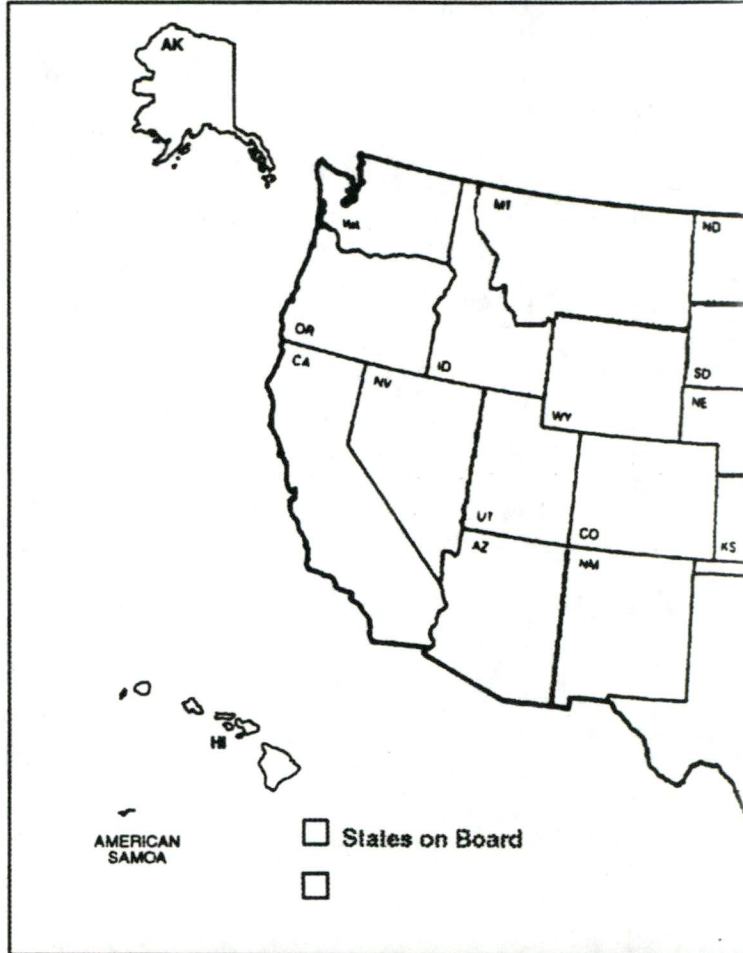 AK
WA
MT
ND
OR
CA
ID
NV
SD
NE
WY
UT
CO
KS
AZ
NM
HI
AMERICAN
SAMOA
States on Board